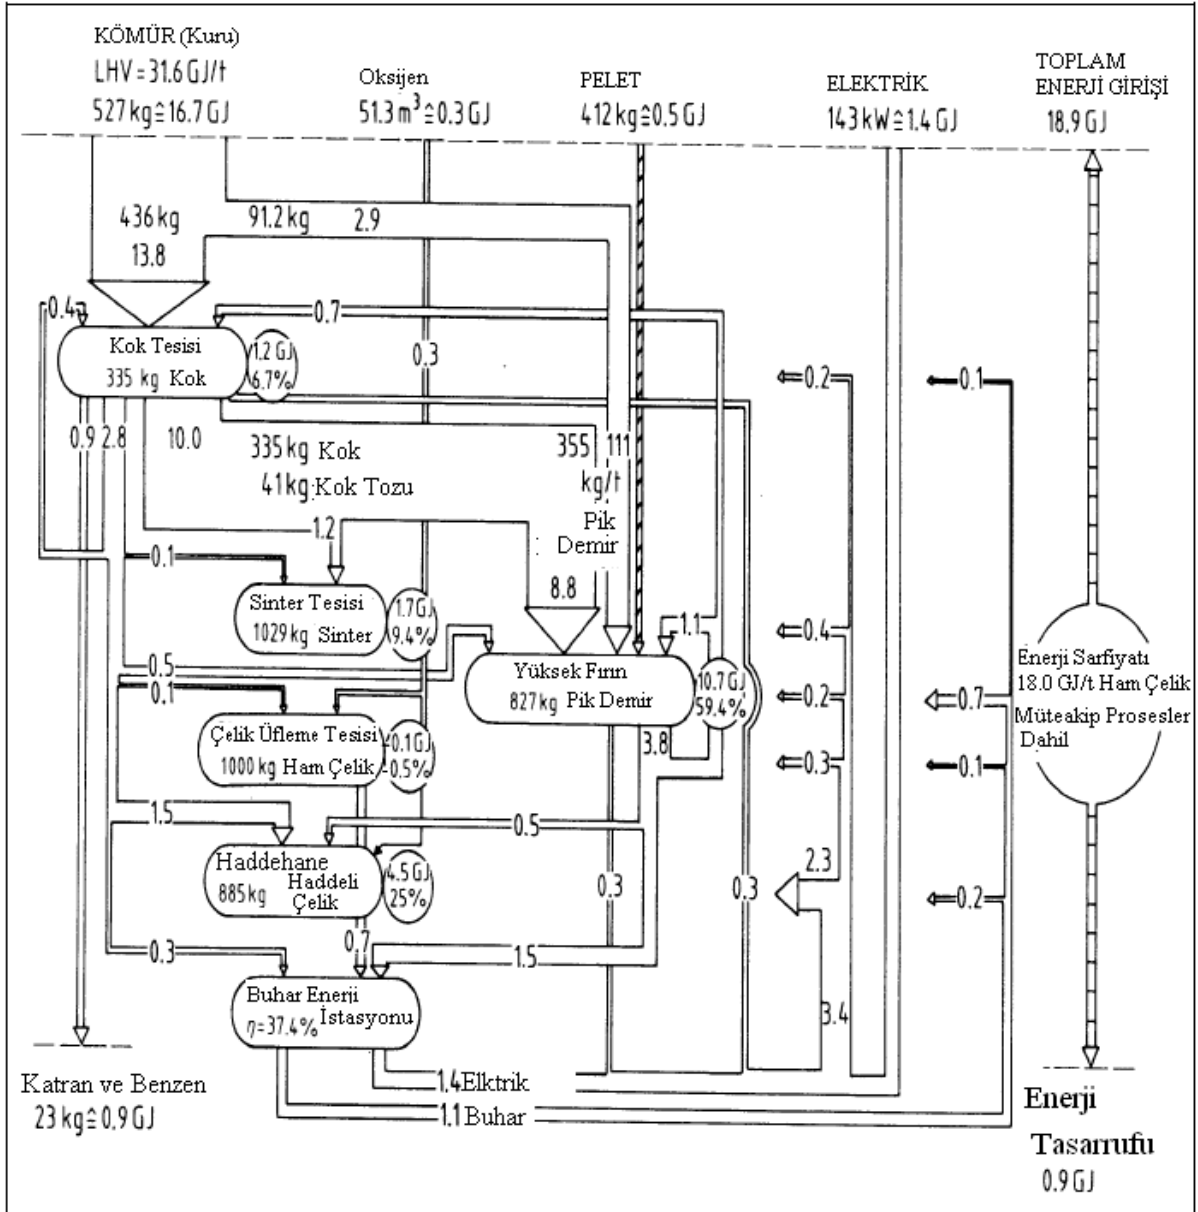 KÖMÜR (Kuru)
LHV = 31.6 GJ/t
527 kg ≙ 16.7 GJ
Oksijen
51.3 m³ ≙ 0.3 GJ
PELET
412 kg ≙ 0.5 GJ
ELEKTRİK
143 kW ≙ 1.4 GJ
TOPLAM
ENERJİ GİRİŞİ
18.9 GJ
436 kg
13.8
91.2 kg
2.9
0.4
0.7
Kok Tesisi
335 kg Kok
1.2 GJ
6.7%
0.3
0.2
0.1
0.9
2.8
10.0
335 kg Kok
41 kg Kok Tozu
355
111
kg/t
Pik
Demir
1.2
0.1
8.8
Sinter Tesisi
1029 kg Sinter
1.7 GJ
9.4%
1.1
0.4
0.5
0.1
Yüksek Fırın
827 kg Pik Demir
10.7 GJ
59.4%
0.2
0.7
Enerji Sarfiyatı
18.0 GJ/t Ham Çelik
Müteakip Prosesler
Dahil
Çelik Üfleme Tesisi
1000 kg Ham Çelik
-0.1 GJ
-0.5%
3.8
0.3
0.1
1.5
0.5
Haddehane
885 kg Haddeli
Çelik
4.5 GJ
25%
0.3
0.3
2.3
0.2
0.7
0.3
1.5
Buhar Enerji
İstasyonu
η=37.4%
3.4
1.4 Elktrik
1.1 Buhar
Katran ve Benzen
23 kg ≙ 0.9 GJ
Enerji
Tasarrufu
0.9 GJ